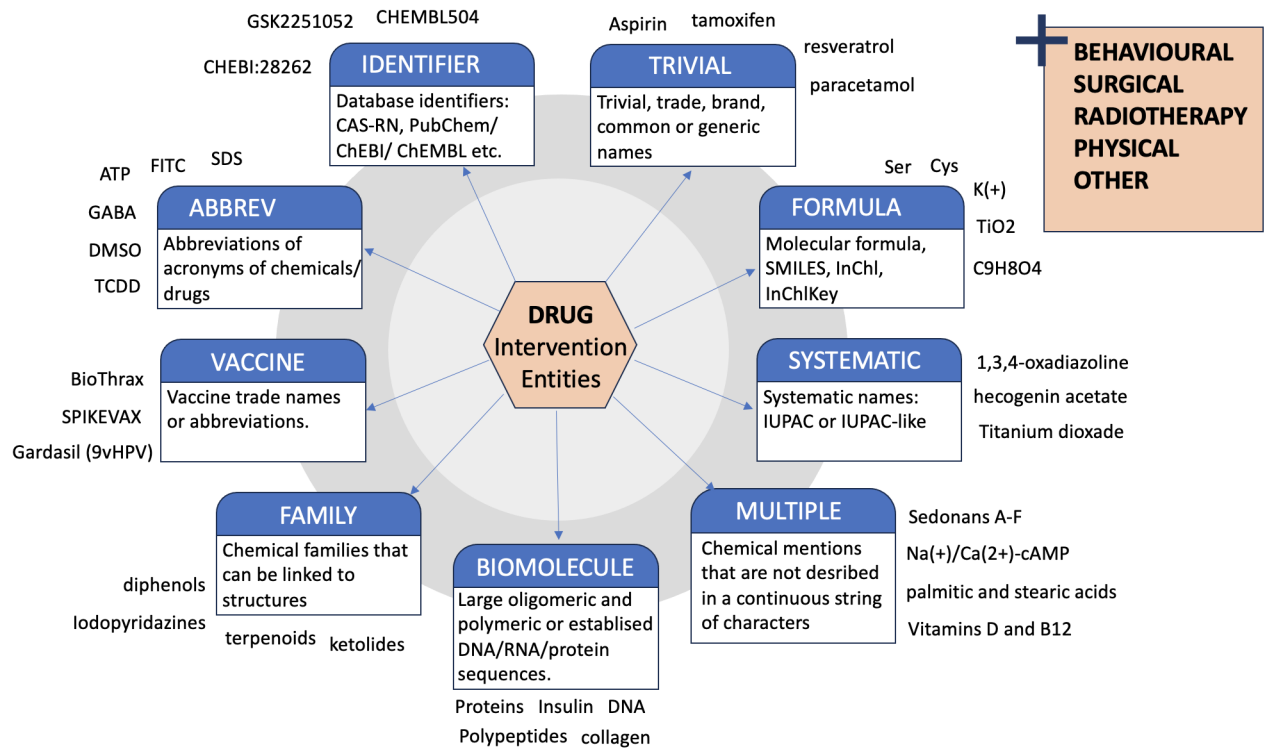 GSK2251052
CHEMBL504
CHEBI:28262
IDENTIFIER
Database identifiers:
CAS-RN, PubChem/
ChEBI/ ChEMBL etc.
Aspirin
tamoxifen
resveratrol
paracetamol
TRIVIAL
Trivial, trade, brand,
common or generic
names
BEHAVIOURAL
SURGICAL
RADIOTHERAPY
PHYSICAL
OTHER
ATP
FITC
SDS
GABA
DMSO
TCDD
ABBREV
Abbreviations of
acronyms of chemicals/
drugs
Ser
Cys
K(+)
TiO2
C9H8O4
FORMULA
Molecular formula,
SMILES, InChl,
InChlKey
DRUG
Intervention
Entities
BioThrax
SPIKEVAX
Gardasil (9vHPV)
VACCINE
Vaccine trade names
or abbreviations.
SYSTEMATIC
Systematic names:
IUPAC or IUPAC-like
1,3,4-oxadiazoline
hecogenin acetate
Titanium dioxade
FAMILY
Chemical families that
can be linked to
structures
diphenols
Iodopyridazines
terpenoids
ketolides
BIOMOLECULE
Large oligomeric and
polymeric or establised
DNA/RNA/protein
sequences.
Proteins Insulin DNA
Polypeptides collagen
MULTIPLE
Chemical mentions
that are not desribed
in a continuous string
of characters
Sedonans A-F
Na(+)/Ca(2+)-cAMP
palmitic and stearic acids
Vitamins D and B12